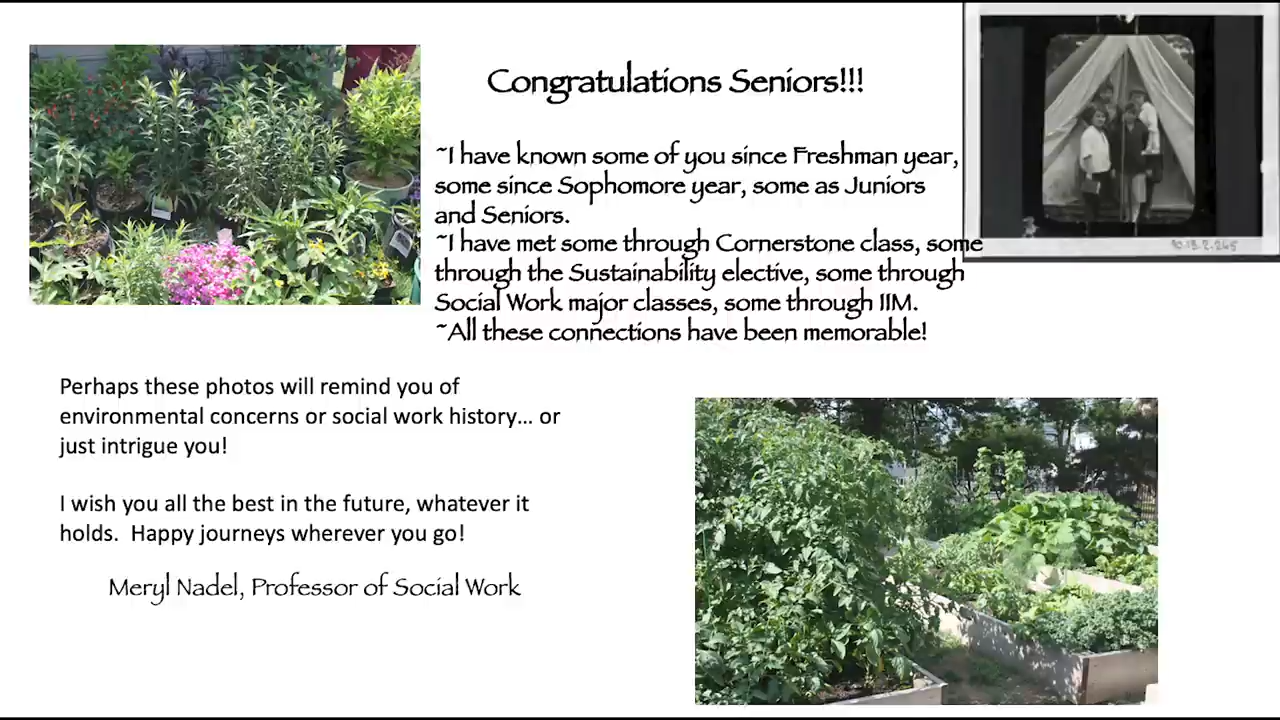 Congratulations Seniors!!!
~I have known some of you since Freshman year,
some since Sophomore year, some as Juniors
and Seniors.
~I have met some through Cornerstone class, some
through the Sustainability elective, some through
Social Work major classes, some through IIM.
~All these connections have been memorable!
10.13.2.245
Perhaps these photos will remind you of
environmental concerns or social work history... or
just intrigue you!
I wish you all the best in the future, whatever it
holds.  Happy journeys wherever you go!
Meryl Nadel, Professor of Social Work